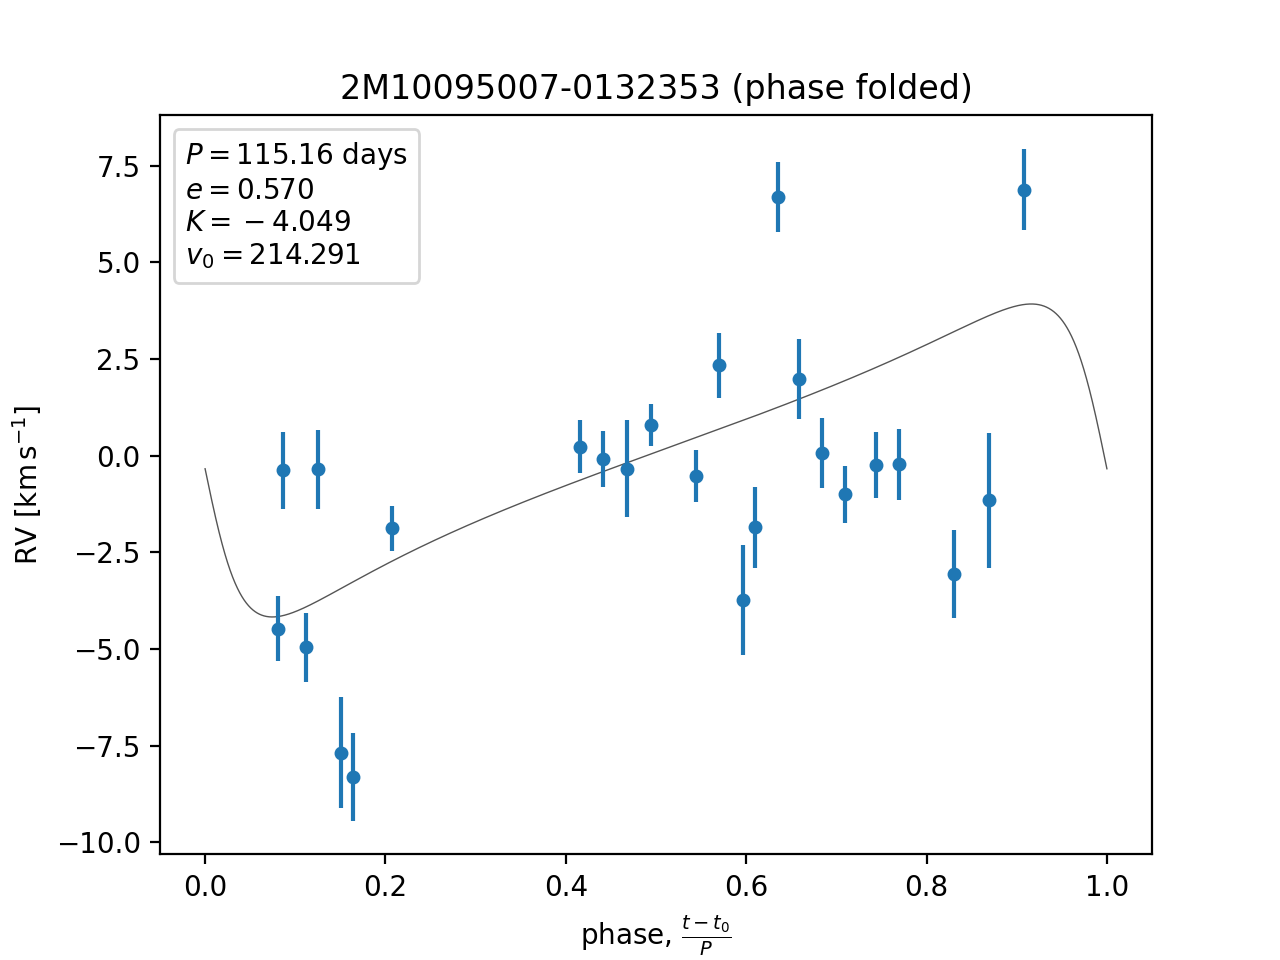 2M10095007-0132353 (phase folded)
P = 115.16 days
e = 0.570
K = −4.049
v₀ = 214.291
7.5
5.0
2.5
0.0
−2.5
−5.0
−7.5
−10.0
RV [km s⁻¹]
0.0 0.2 0.4 0.6 0.8 1.0
phase, (t − t₀)/P